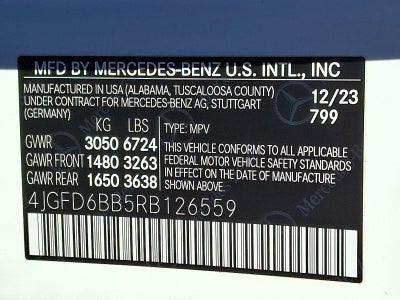 MFD BY MERCEDES-BENZ U.S. INTL., INC
MANUFACTURED IN USA (ALABAMA, TUSCALOOSA COUNTY)
UNDER CONTRACT FOR MERCEDES-BENZ AG, STUTTGART
(GERMANY)
12/23
799
KG LBS
GVWR 3050 6724
GAWR FRONT 1480 3263
GAWR REAR 1650 3638
TYPE: MPV
THIS VEHICLE CONFORMS TO ALL APPLICABLE
FEDERAL MOTOR VEHICLE SAFETY STANDARDS
IN EFFECT ON THE DATE OF MANUFACTURE
SHOWN ABOVE.
4JGFD6BB5RB126559